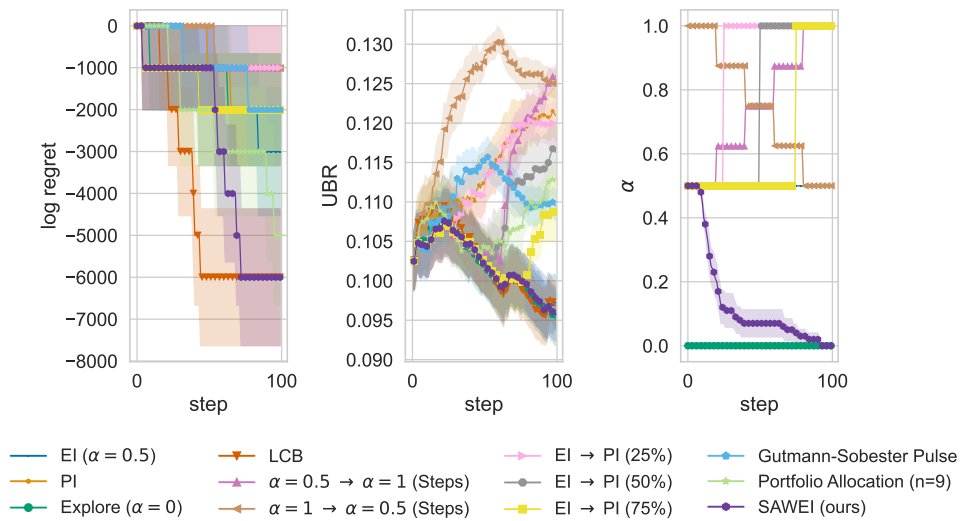 0
−1000
−2000
−3000
−4000
−5000
−6000
−7000
−8000
log regret
0
100
step
0.130
0.125
0.120
0.115
0.110
0.105
0.100
0.095
0.090
UBR
0
100
step
1.0
0.8
0.6
0.4
0.2
0.0
α
0
100
step
EI (α = 0.5)
PI
Explore (α = 0)
LCB
α = 0.5 → α = 1 (Steps)
α = 1 → α = 0.5 (Steps)
EI → PI (25%)
EI → PI (50%)
EI → PI (75%)
Gutmann-Sobester Pulse
Portfolio Allocation (n=9)
SAWEI (ours)